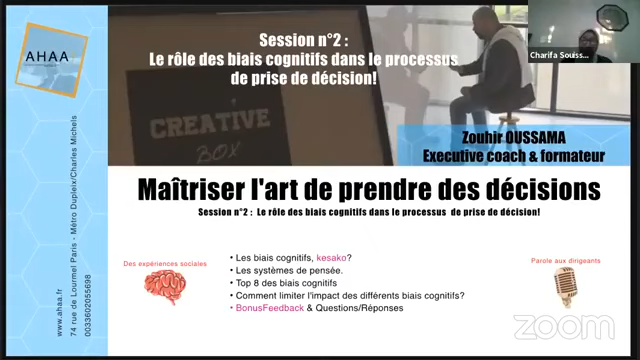 AHAA
Session n°2 :
Le rôle des biais cognitifs dans le processus
de prise de décision!
CREATIVE
BOX
Zouhir OUSSAMA
Executive coach & formateur
Charifa Souiss...
Maîtriser l'art de prendre des décisions
Session n°2 : Le rôle des biais cognitifs dans le processus de prise de décision!
Des expériences sociales
• Les biais cognitifs, kesako?
• Les systèmes de pensée.
• Top 8 des biais cognitifs
• Comment limiter l'impact des différents biais cognitifs?
• BonusFeedback & Questions/Réponses
Parole aux dirigeants
www.ahaa.fr
74 rue de Lourmel Paris - Métro Dupleix/Charles Michels
0033602055698
zoom